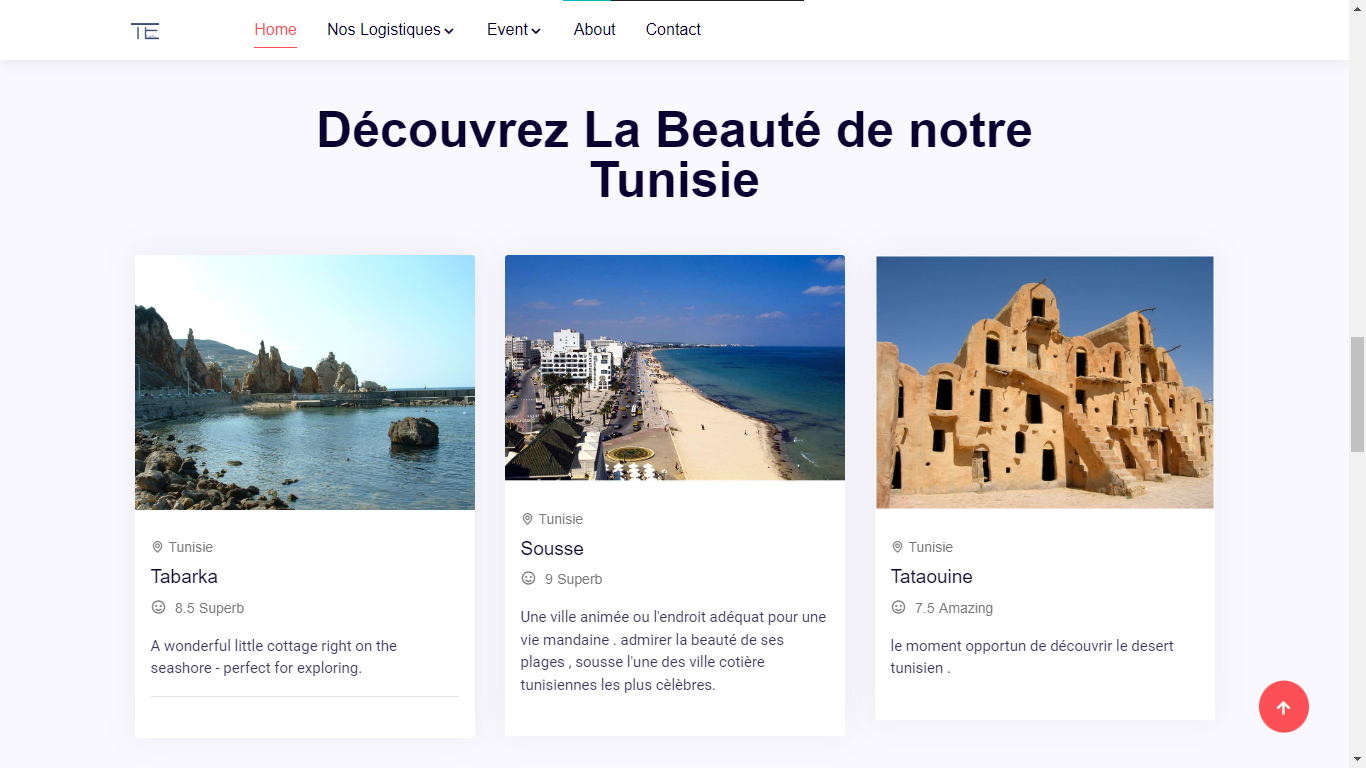 TE
Home Nos Logistiques Event About Contact
Découvrez La Beauté de notre
Tunisie
Tunisie
Tabarka
8.5 Superb
A wonderful little cottage right on the
seashore - perfect for exploring.
Tunisie
Sousse
9 Superb
Une ville animée ou l'endroit adéquat pour une
vie mandaine . admirer la beauté de ses
plages , sousse l'une des ville cotière
tunisiennes les plus cèlèbres.
Tunisie
Tataouine
7.5 Amazing
le moment opportun de découvrir le desert
tunisien .